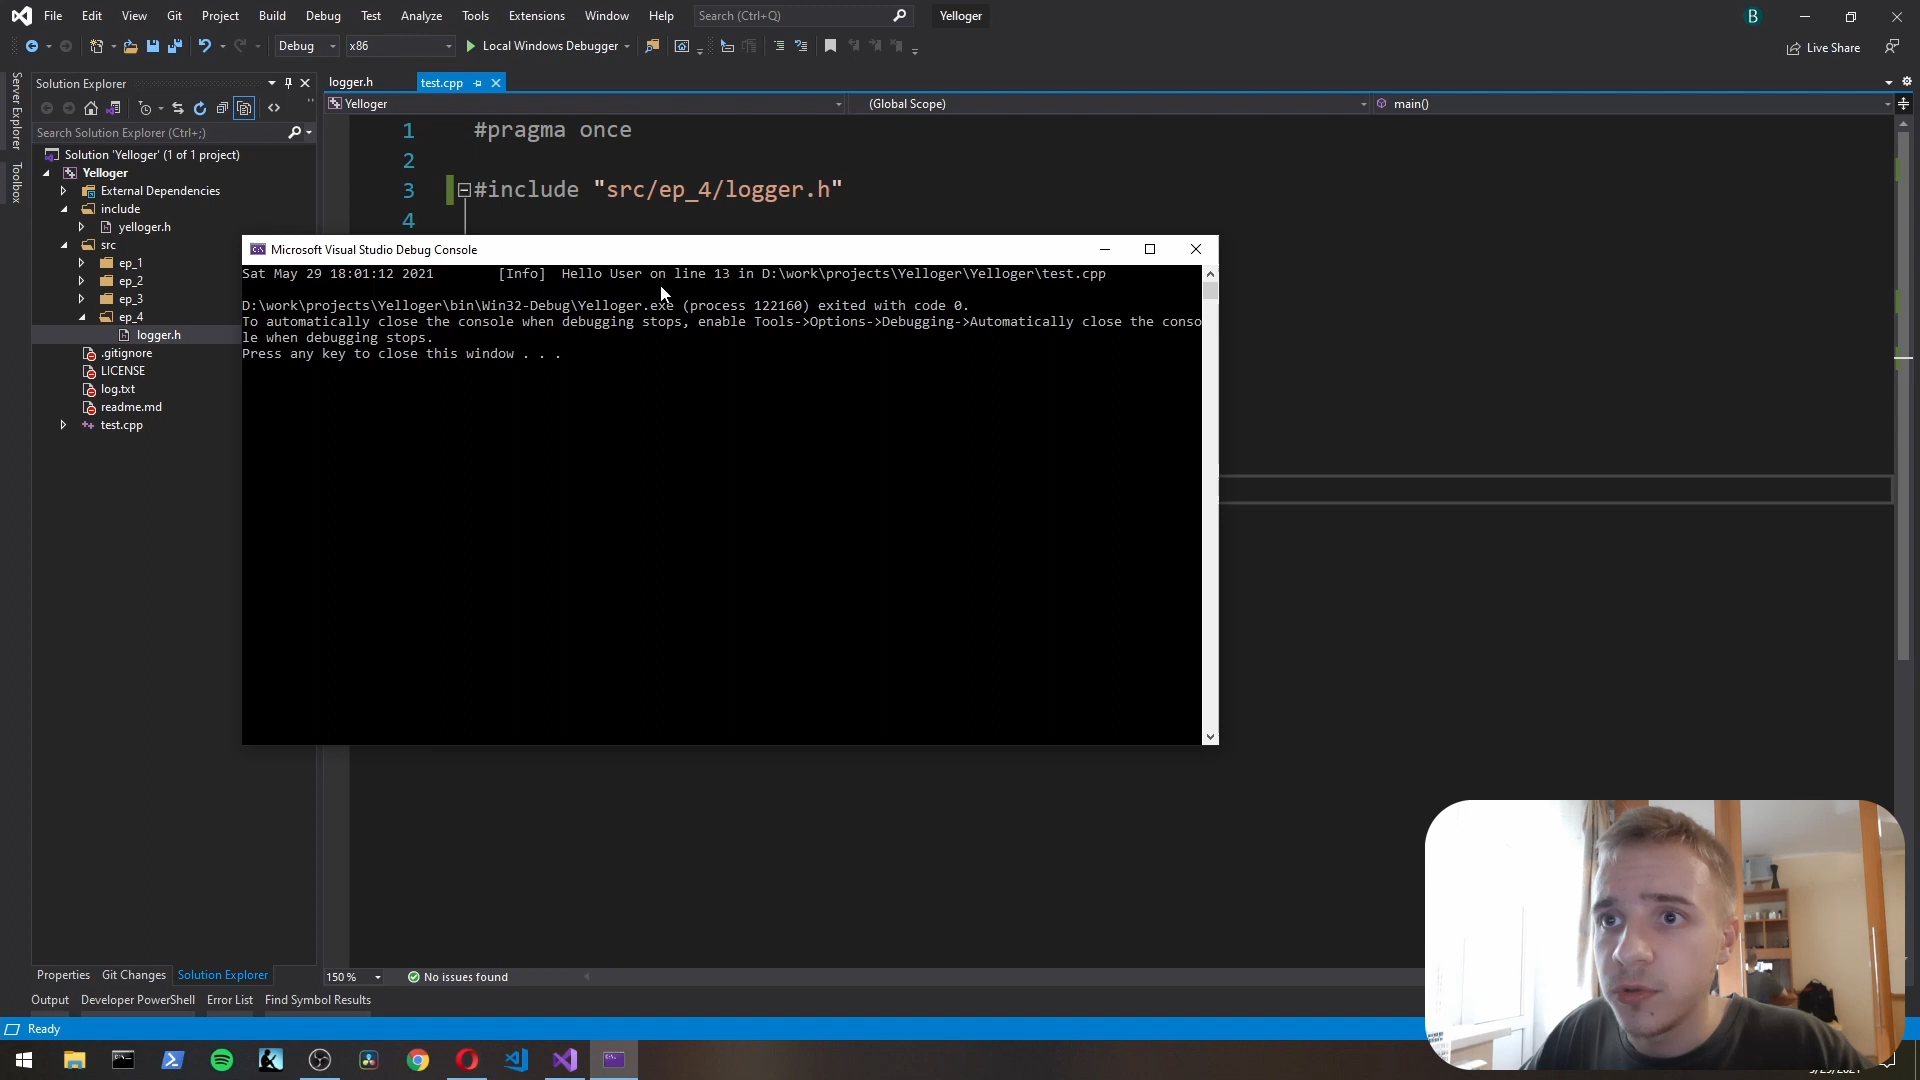 File Edit View Git Project Build Debug Test Analyze Tools Extensions Window Help Search (Ctrl+Q) Yelloger B
Debug x86 Local Windows Debugger Live Share
Server Explorer
Toolbox
Solution Explorer
Search Solution Explorer (Ctrl+;)
Solution 'Yelloger' (1 of 1 project)
Yelloger
External Dependencies
include
yelloger.h
src
ep_1
ep_2
ep_3
ep_4
logger.h
.gitignore
LICENSE
log.txt
readme.md
test.cpp
logger.h test.cpp
Yelloger (Global Scope) main()
1 #pragma once
2
3 #include "src/ep_4/logger.h"
4
Microsoft Visual Studio Debug Console
Sat May 29 18:01:12 2021 [Info] Hello User on line 13 in D:\work\projects\Yelloger\Yelloger\test.cpp
D:\work\projects\Yelloger\bin\Win32-Debug\Yelloger.exe (process 122160) exited with code 0.
To automatically close the console when debugging stops, enable Tools->Options->Debugging->Automatically close the conso
le when debugging stops.
Press any key to close this window . . .
Properties Git Changes Solution Explorer
150 % No issues found
Output Developer PowerShell Error List Find Symbol Results
Ready